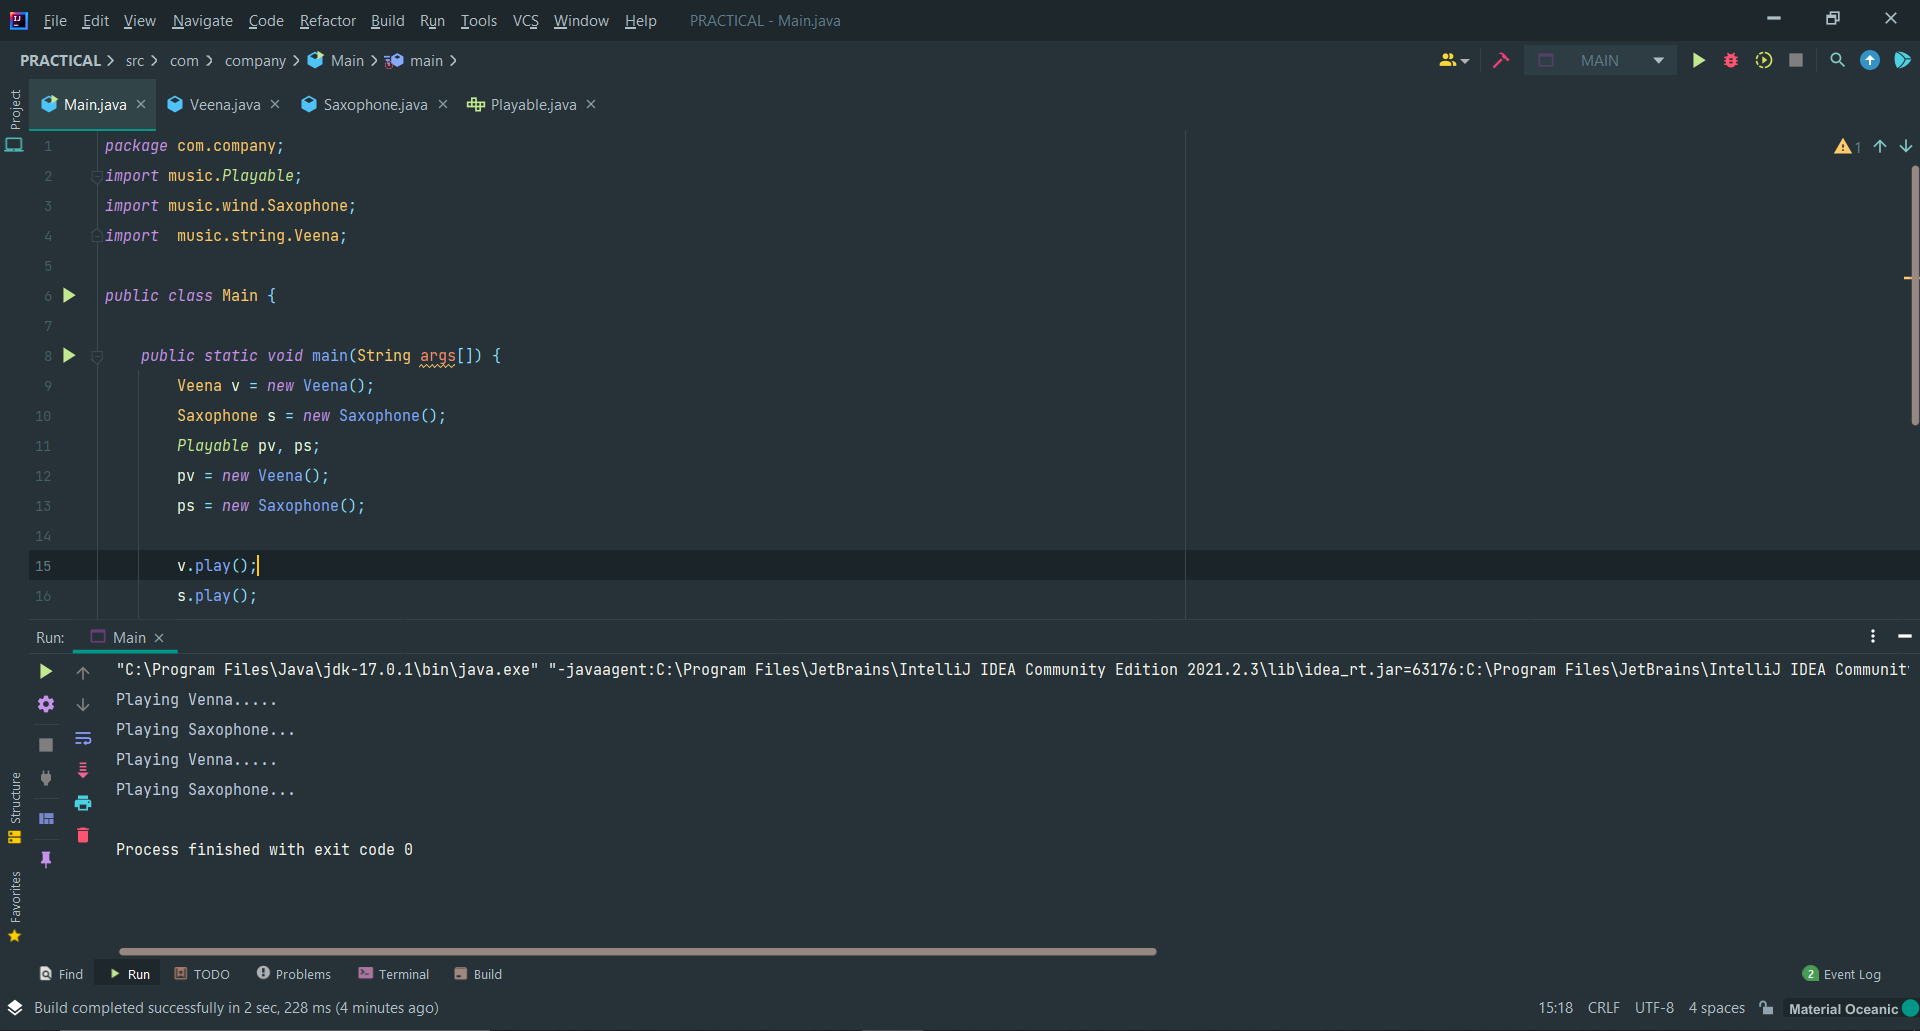 File Edit View Navigate Code Refactor Build Run Tools VCS Window Help PRACTICAL - Main.java
PRACTICAL src com company Main main MAIN
Project
Main.java Veena.java Saxophone.java Playable.java
1 package com.company;
1
2 import music.Playable;
3 import music.wind.Saxophone;
4 import  music.string.Veena;
5
6 public class Main {
7
8     public static void main(String args[]) {
9         Veena v = new Veena();
10         Saxophone s = new Saxophone();
11         Playable pv, ps;
12         pv = new Veena();
13         ps = new Saxophone();
14
15         v.play();
16         s.play();
Run: Main
"C:\Program Files\Java\jdk-17.0.1\bin\java.exe" "-javaagent:C:\Program Files\JetBrains\IntelliJ IDEA Community Edition 2021.2.3\lib\idea_rt.jar=63176:C:\Program Files\JetBrains\IntelliJ IDEA Communit
Playing Venna.....
Playing Saxophone...
Playing Venna.....
Playing Saxophone...
Process finished with exit code 0
Structure
Favorites
Find Run TODO Problems Terminal Build 2 Event Log
Build completed successfully in 2 sec, 228 ms (4 minutes ago) 15:18 CRLF UTF-8 4 spaces Material Oceanic